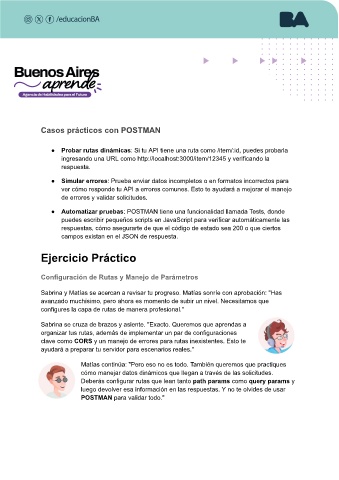 /educacionBA
BA
Buenos Aires
aprende
Agencia de Habilidades para el Futuro
Casos prácticos con POSTMAN
● Probar rutas dinámicas: Si tu API tiene una ruta como /item/:id, puedes probarla
ingresando una URL como http://localhost:3000/item/12345 y verificando la
respuesta.
● Simular errores: Prueba enviar datos incompletos o en formatos incorrectos para
ver cómo responde tu API a errores comunes. Esto te ayudará a mejorar el manejo
de errores y validar solicitudes.
● Automatizar pruebas: POSTMAN tiene una funcionalidad llamada Tests, donde
puedes escribir pequeños scripts en JavaScript para verificar automáticamente las
respuestas, cómo asegurarte de que el código de estado sea 200 o que ciertos
campos existan en el JSON de respuesta.
Ejercicio Práctico
Configuración de Rutas y Manejo de Parámetros
Sabrina y Matías se acercan a revisar tu progreso. Matías sonríe con aprobación: "Has
avanzado muchísimo, pero ahora es momento de subir un nivel. Necesitamos que
configures la capa de rutas de manera profesional."
Sabrina se cruza de brazos y asiente. "Exacto. Queremos que aprendas a
organizar tus rutas, además de implementar un par de configuraciones
clave como CORS y un manejo de errores para rutas inexistentes. Esto te
ayudará a preparar tu servidor para escenarios reales."
Matías continúa: "Pero eso no es todo. También queremos que practiques
cómo manejar datos dinámicos que llegan a través de las solicitudes.
Deberás configurar rutas que lean tanto path params como query params y
luego devolver esa información en las respuestas. Y no te olvides de usar
POSTMAN para validar todo."